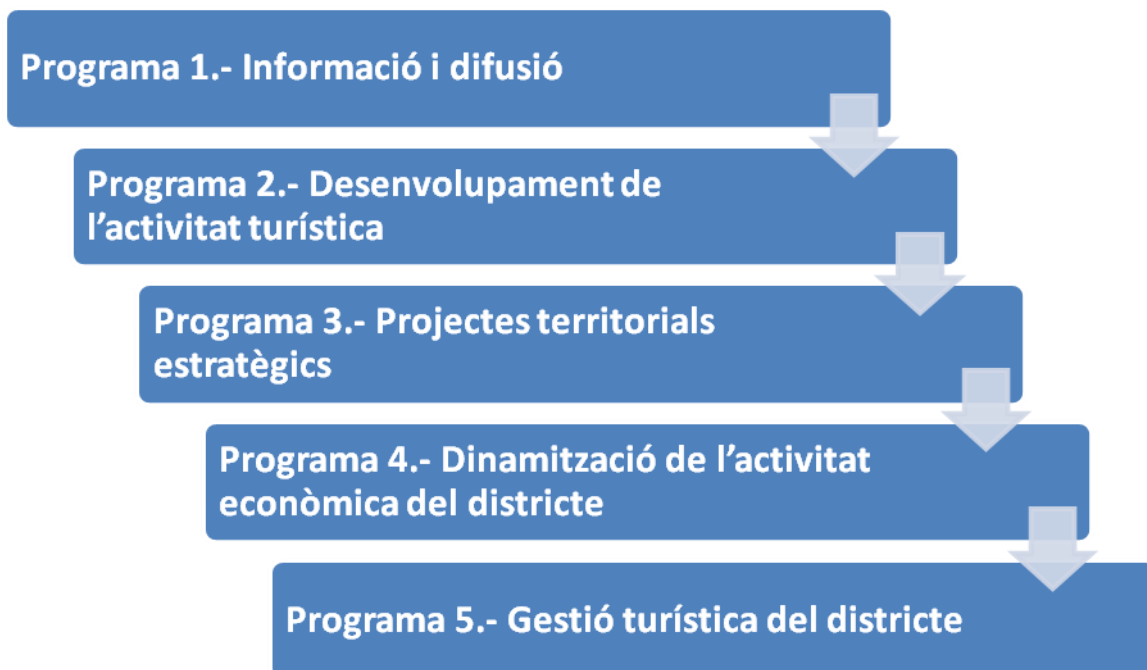 Programa 1.- Informació i difusió
Programa 2.- Desenvolupament de
l’activitat turística
Programa 3.- Projectes territorials
estratègics
Programa 4.- Dinamització de l’activitat
econòmica del districte
Programa 5.- Gestió turística del districte